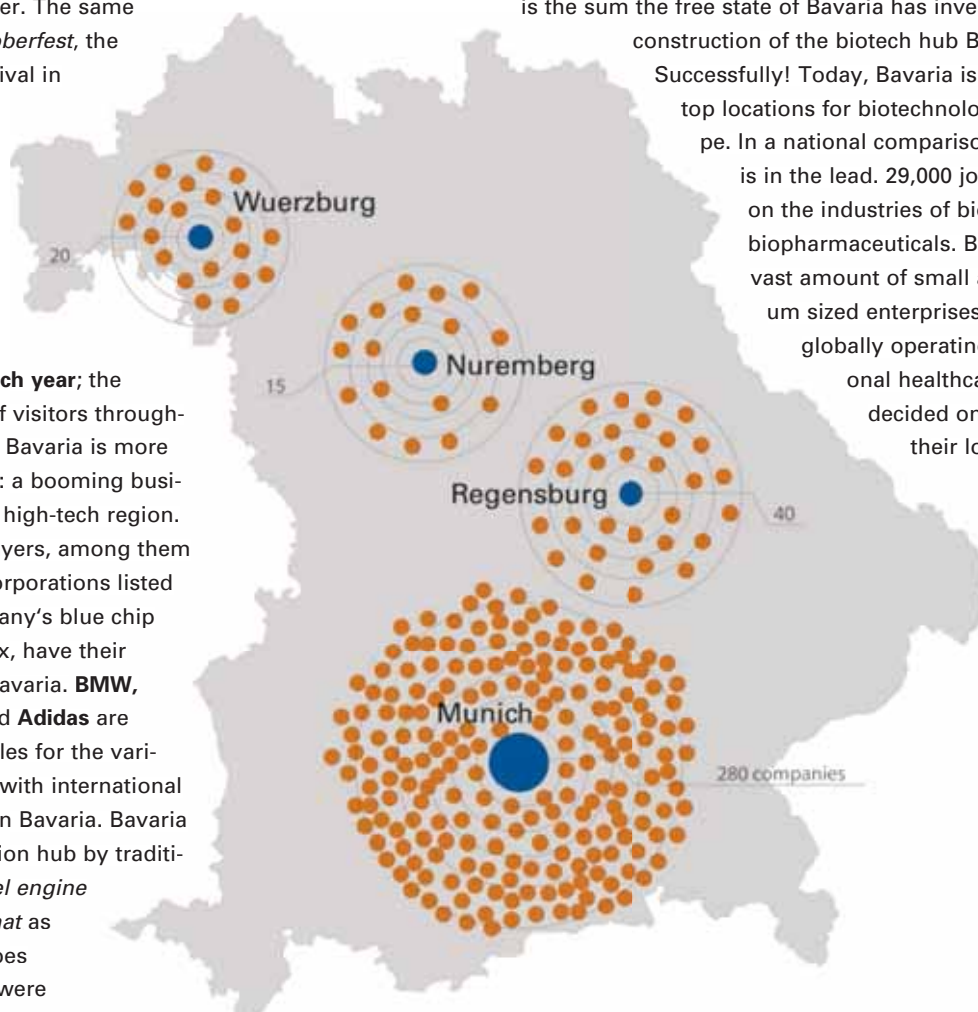 er. The same
oberfest, the
ival in
ch year; the
f visitors through-
Bavaria is more
: a booming busi-
high-tech region.
yers, among them
orporations listed
any‘s blue chip
x, have their
avaria. BMW,
d Adidas are
les for the vari-
with international
n Bavaria. Bavaria
ion hub by traditi-
el engine
hat as
oes
were
is the sum the free state of Bavaria has inve
construction of the biotech hub B
Successfully! Today, Bavaria is
top locations for biotechnolo
pe. In a national compariso
is in the lead. 29,000 jo
on the industries of bi
biopharmaceuticals. B
vast amount of small
um sized enterprises
globally operatin
onal healthca
decided on
their lo
Wuerzburg
20
Nuremberg
15
Regensburg
40
Munich
280 companies